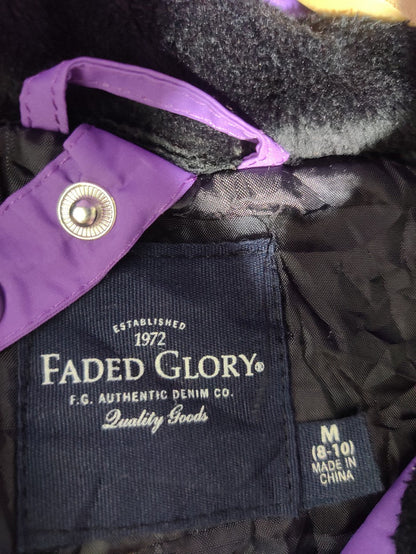 ESTABLISHED
1972
FADED GLORY®
F.G. AUTHENTIC DENIM CO.
Quality Goods
M
(8-10)
MADE IN
CHINA